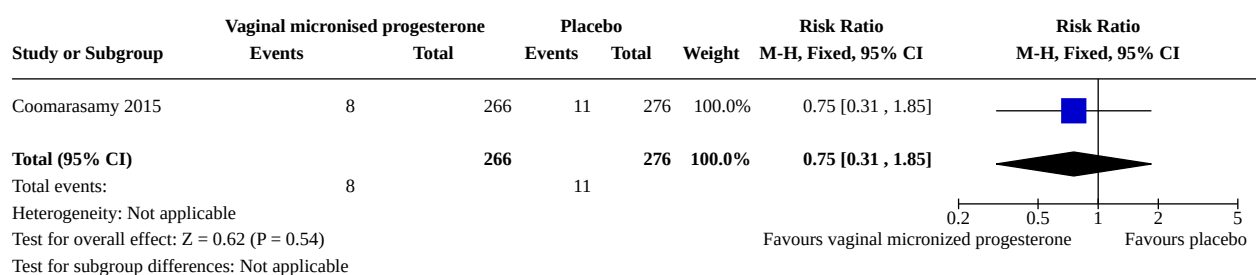 Vaginal micronised progesterone Placebo Risk Ratio Risk Ratio
Study or Subgroup Events Total Events Total Weight M-H, Fixed, 95% CI M-H, Fixed, 95% CI
Coomarasamy 2015 8 266 11 276 100.0% 0.75 [0.31 , 1.85]
Total (95% CI) 266 276 100.0% 0.75 [0.31 , 1.85]
Total events: 8 11
Heterogeneity: Not applicable
0.2 0.5 1 2 5
Test for overall effect: Z = 0.62 (P = 0.54) Favours vaginal micronized progesterone Favours placebo
Test for subgroup differences: Not applicable